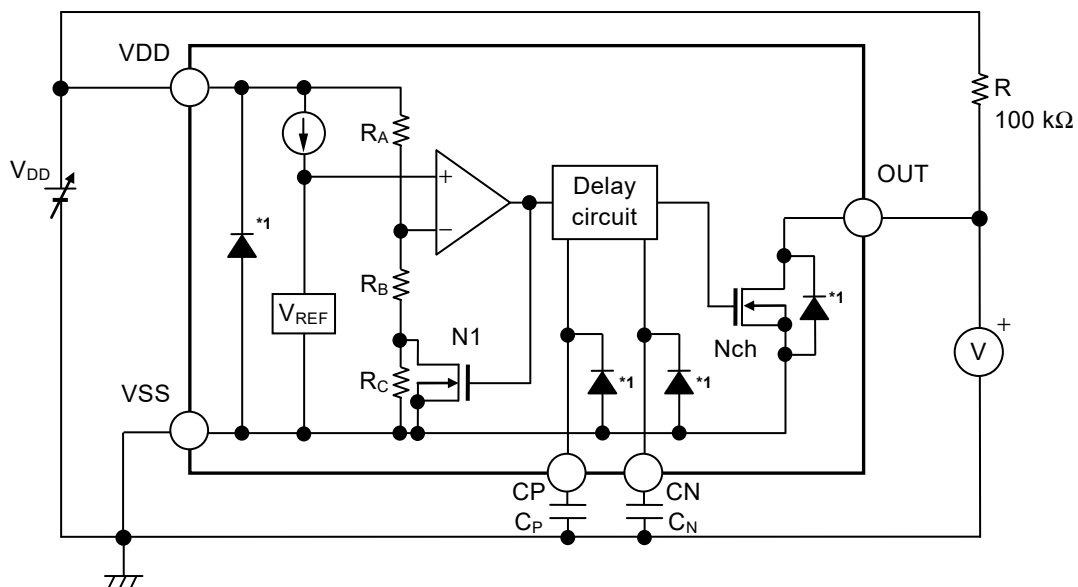 VDD
R
100 kΩ
RA
VDD
+
Delay
circuit
OUT
*1
−
RB
*1
VREF
N1
Nch
+
V
VSS
RC
*1
*1
CP
CN
CP
CN